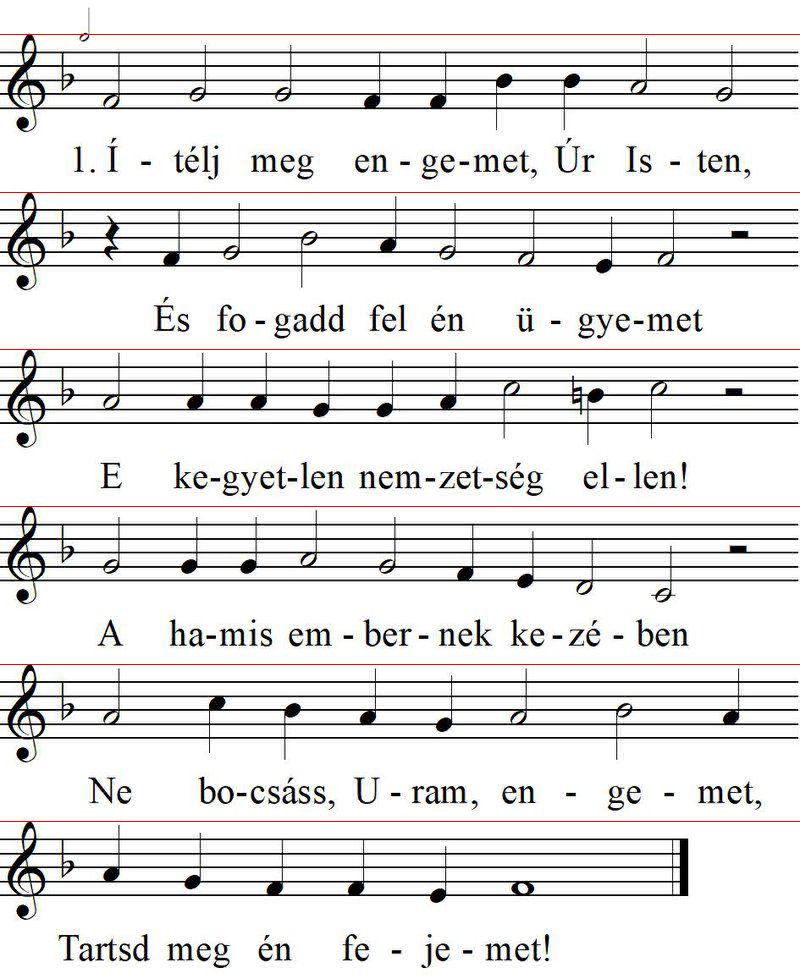 1. Í - télj meg en - ge-met, Úr Is - ten,
És fo - gadd fel én ü - gye-met
E ke-gyet-len nem-zet-ség el - len!
A ha-mis em - ber - nek ke - zé - ben
Ne bo-csáss, U - ram, en - ge - met,
Tartsd meg én fe - je - met!